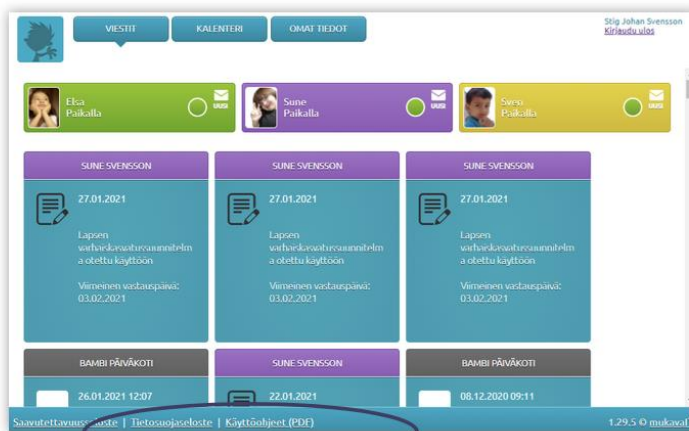 VIESTIT
KALENTERI
OMAT TIEDOT
Stig Johan Svensson
Kirjaudu ulos
Elsa
Paikalla
UUSI
Sune
Paikalla
UUSI
Sven
Paikalla
UUSI
SUNE SVENSSON
27.01.2021
Lapsen
varhaiskasvatussuunnitelm
a otettu käyttöön
Viimeinen vastauspäivä:
03.02.2021
SUNE SVENSSON
27.01.2021
Lapsen
varhaiskasvatussuunnitelm
a otettu käyttöön
Viimeinen vastauspäivä:
03.02.2021
SUNE SVENSSON
27.01.2021
Lapsen
varhaiskasvatussuunnitelm
a otettu käyttöön
Viimeinen vastauspäivä:
03.02.2021
BAMBI PÄIVÄKOTI
26.01.2021 12:07
SUNE SVENSSON
22.01.2021
BAMBI PÄIVÄKOTI
08.12.2020 09:11
Saavutettavuusseloste | Tietosuojaseloste | Käyttöohjeet (PDF)
1.29.5 © mukaval